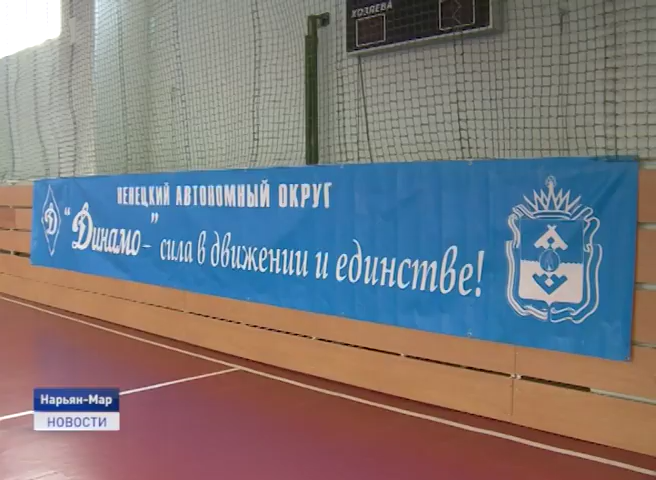 ХОЗЯЕВА
НЕНЕЦКИЙ АВТОНОМНЫЙ ОКРУГ
Д
"Динамо" - сила в движении и единстве!
Нарьян-Мар
НОВОСТИ